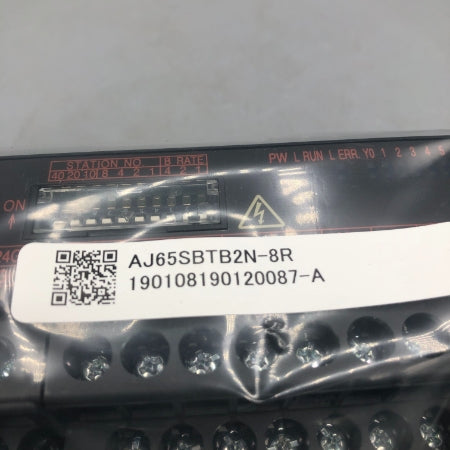 STATION NO. B RATE
40 20 10 8 4 2 1 4 2 1
PW L RUN L ERR. Y0 1 2 3 4 5
ON
AJ65SBTB2N-8R
190108190120087-A